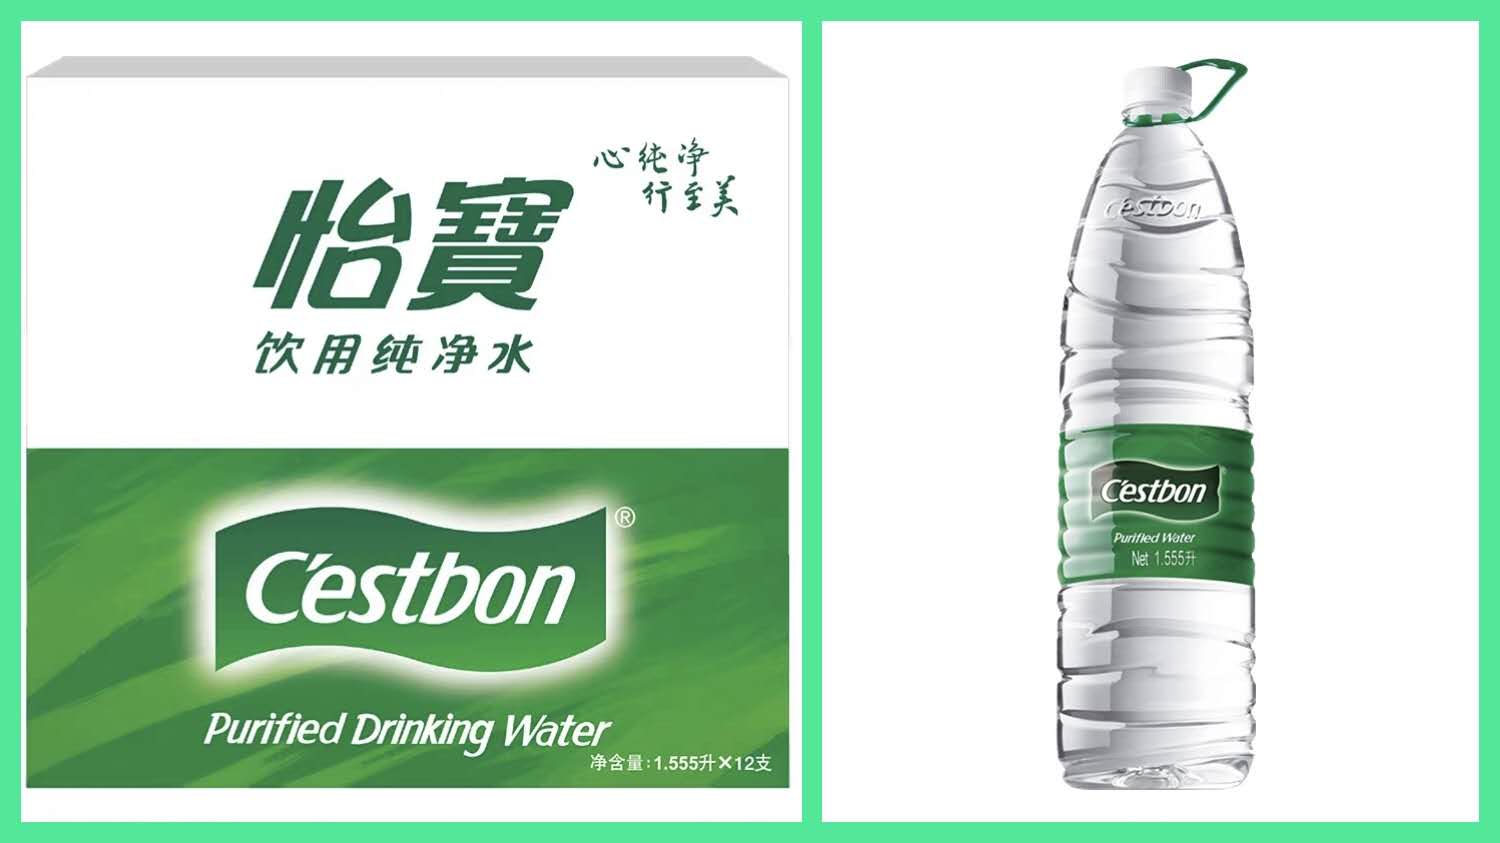 心纯净
行至美
怡寶
饮用纯净水
C'estbon®
Purified Drinking Water
净含量:1.555升×12支
C'estbon
C'estbon
Purified Water
Net 1.555升